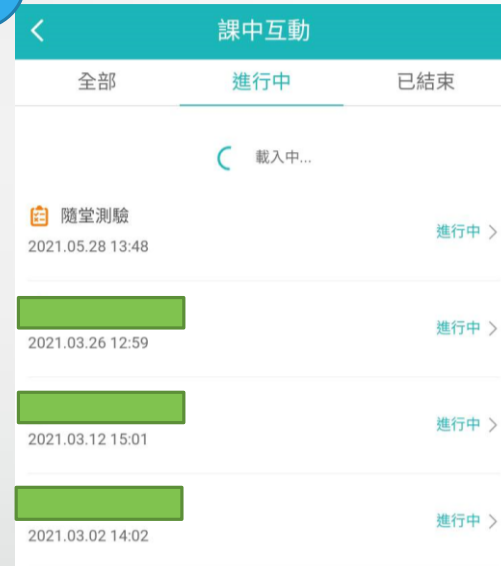 課中互動
全部 進行中 已結束
載入中...
隨堂測驗
進行中
2021.05.28 13:48
進行中
2021.03.26 12:59
進行中
2021.03.12 15:01
進行中
2021.03.02 14:02